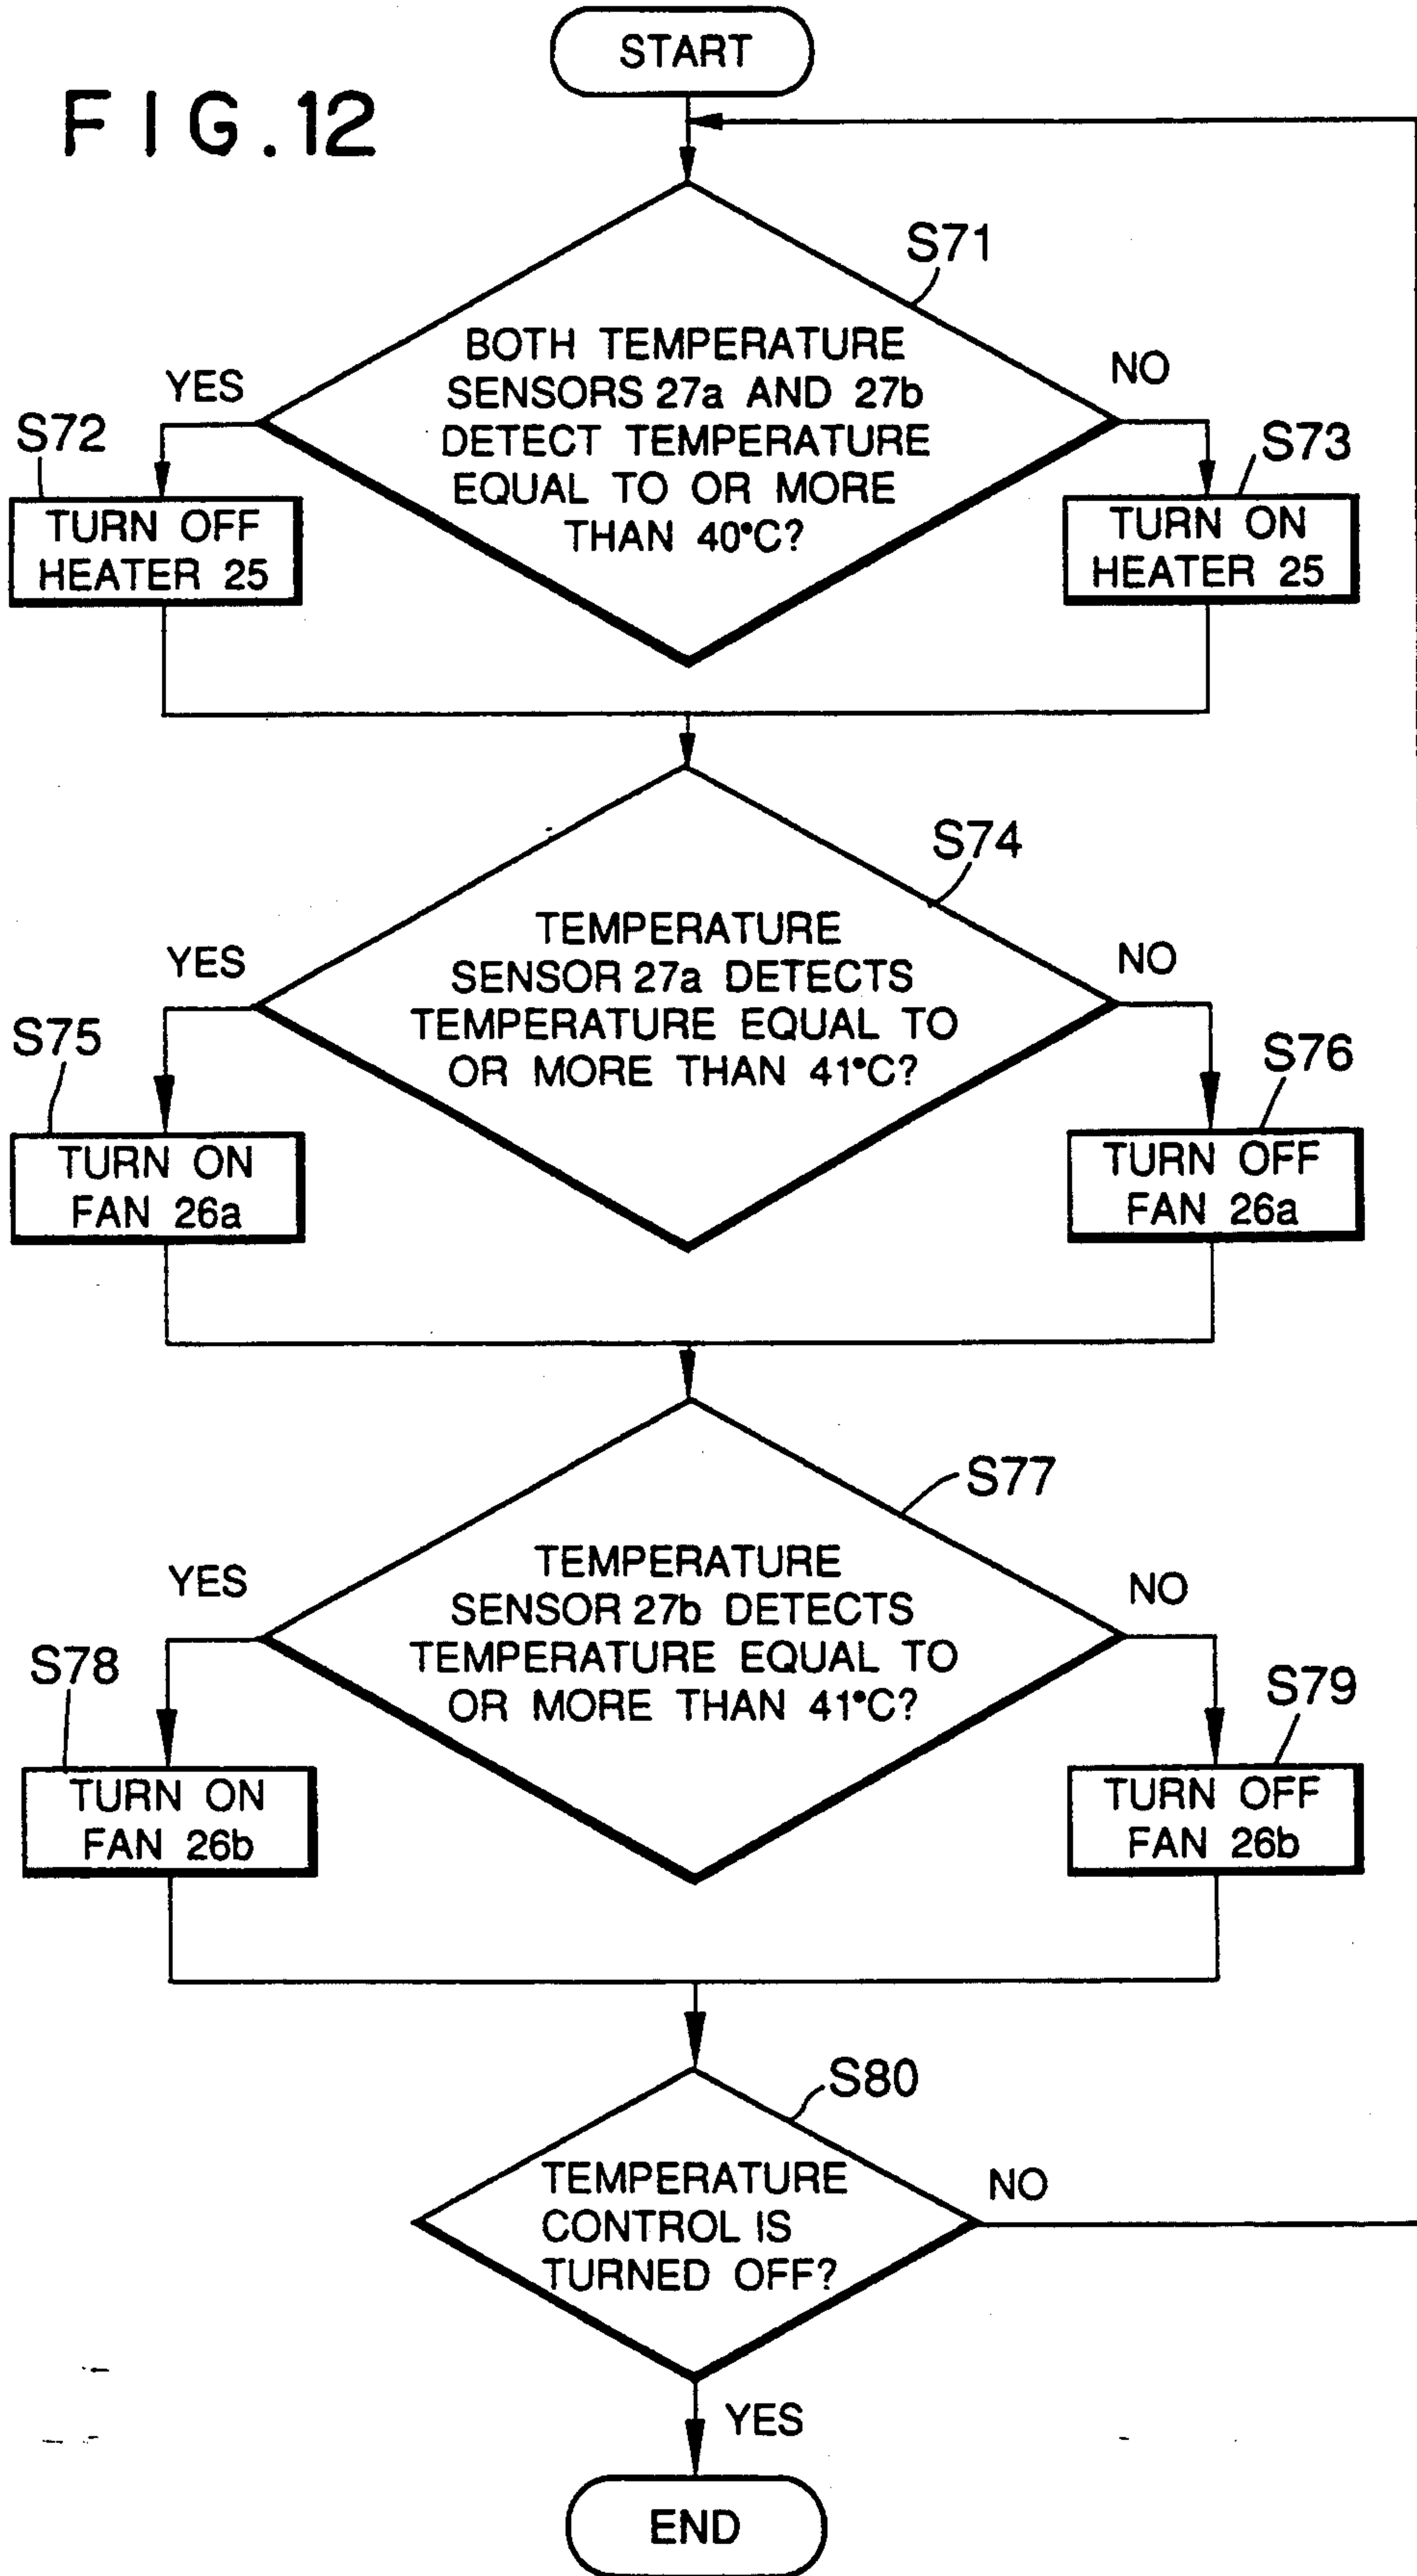 START
FIG.12
S71
BOTH TEMPERATURE
SENSORS 27a AND 27b
DETECT TEMPERATURE
EQUAL TO OR MORE
THAN 40°C?
YES
NO
S72
TURN OFF
HEATER 25
S73
TURN ON
HEATER 25
S74
TEMPERATURE
SENSOR 27a DETECTS
TEMPERATURE EQUAL TO
OR MORE THAN 41°C?
YES
NO
S75
TURN ON
FAN 26a
S76
TURN OFF
FAN 26a
S77
TEMPERATURE
SENSOR 27b DETECTS
TEMPERATURE EQUAL TO
OR MORE THAN 41°C?
YES
NO
S78
TURN ON
FAN 26b
S79
TURN OFF
FAN 26b
S80
TEMPERATURE
CONTROL IS
TURNED OFF?
NO
YES
END